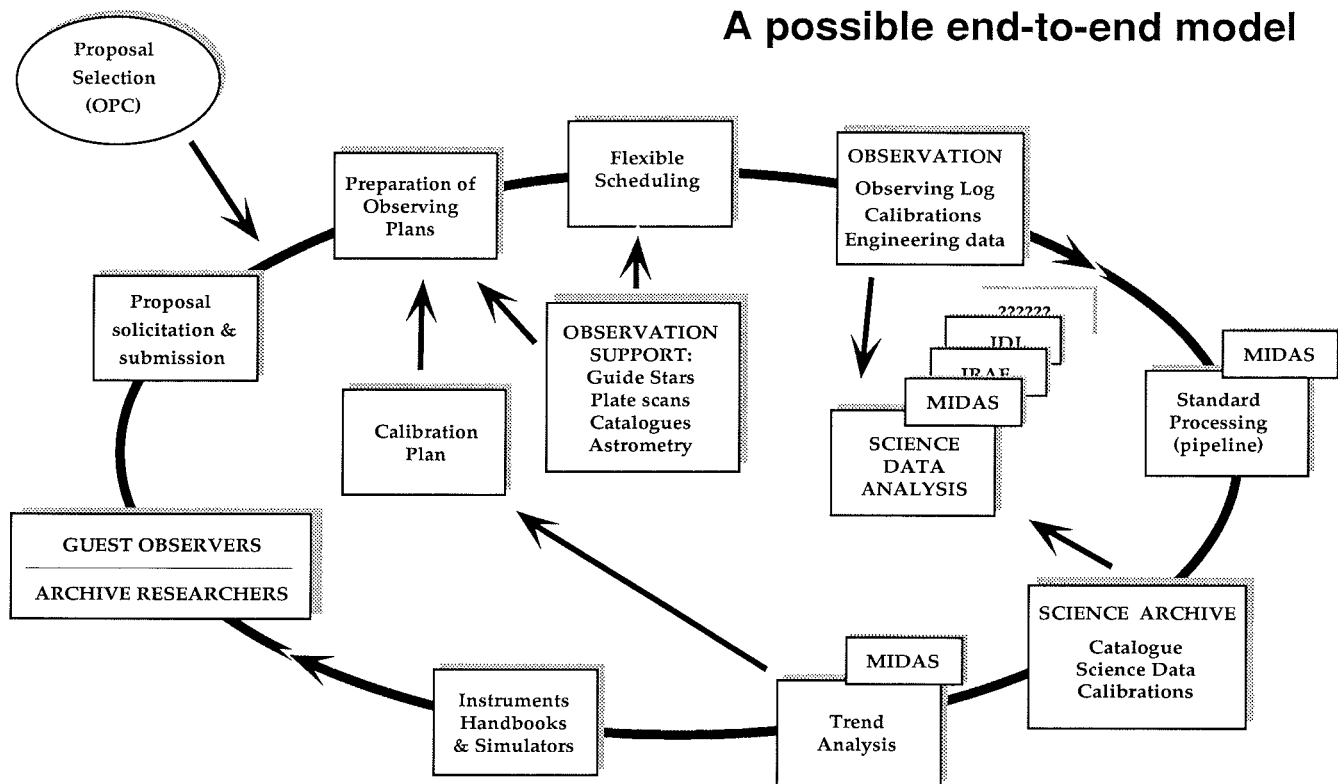 A possible end-to-end model
Proposal
Selection
(OPC)
Preparation of
Observing
Plans
Flexible
Scheduling
OBSERVATION
Observing Log
Calibrations
Engineering data
Proposal
solicitation &
submission
Calibration
Plan
OBSERVATION
SUPPORT:
Guide Stars
Plate scans
Catalogues
Astrometry
??????
IDL
IRAF
MIDAS
SCIENCE
DATA
ANALYSIS
MIDAS
Standard
Processing
(pipeline)
GUEST OBSERVERS
ARCHIVE RESEARCHERS
Instruments
Handbooks
& Simulators
MIDAS
Trend
Analysis
SCIENCE ARCHIVE
Catalogue
Science Data
Calibrations